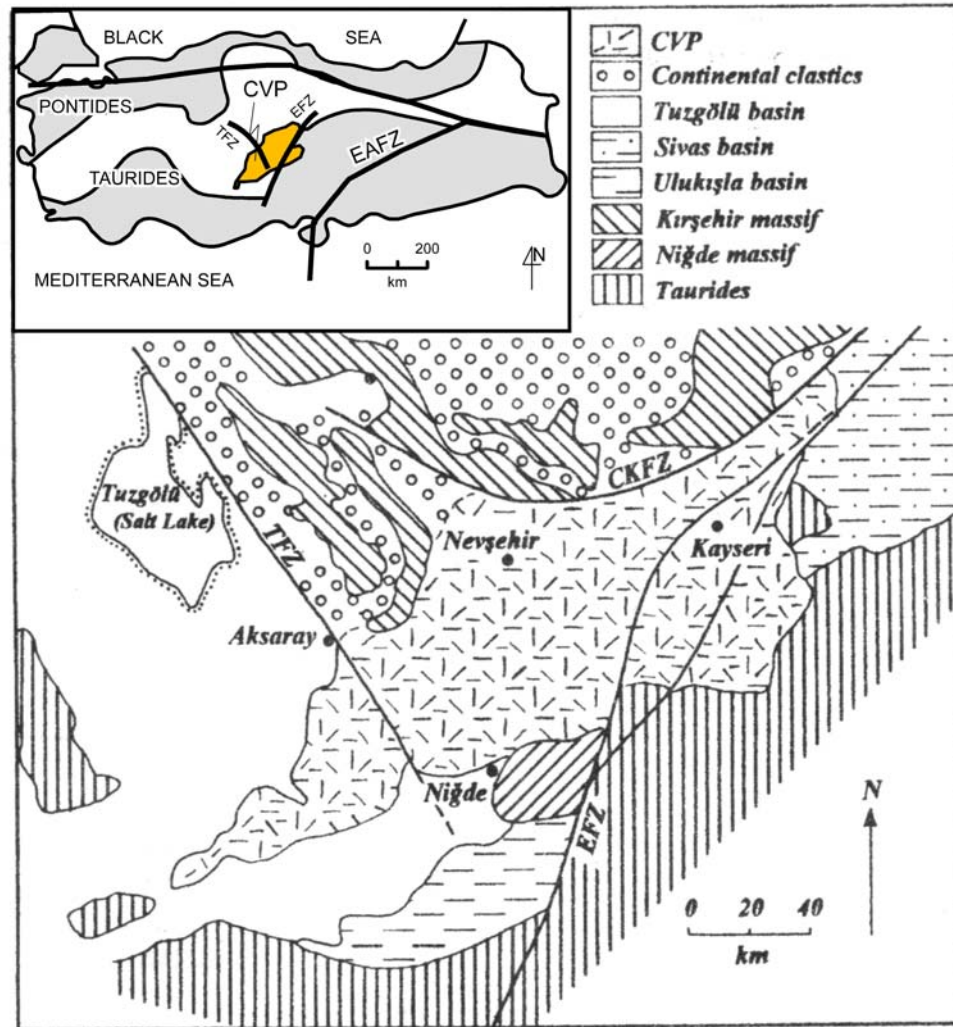 BLACK SEA
PONTIDES
CVP
TFZ
EFZ
EAFZ
TAURIDES
0 200
km
N
MEDITERRANEAN SEA
CVP
Continental clastics
Tuzgölü basin
Sivas basin
Ulukışla basin
Kırşehir massif
Niğde massif
Taurides
Tuzgölü
(Salt Lake)
TFZ
CKFZ
Nevşehir
Kayseri
Aksaray
Niğde
EFZ
N
0 20 40
km